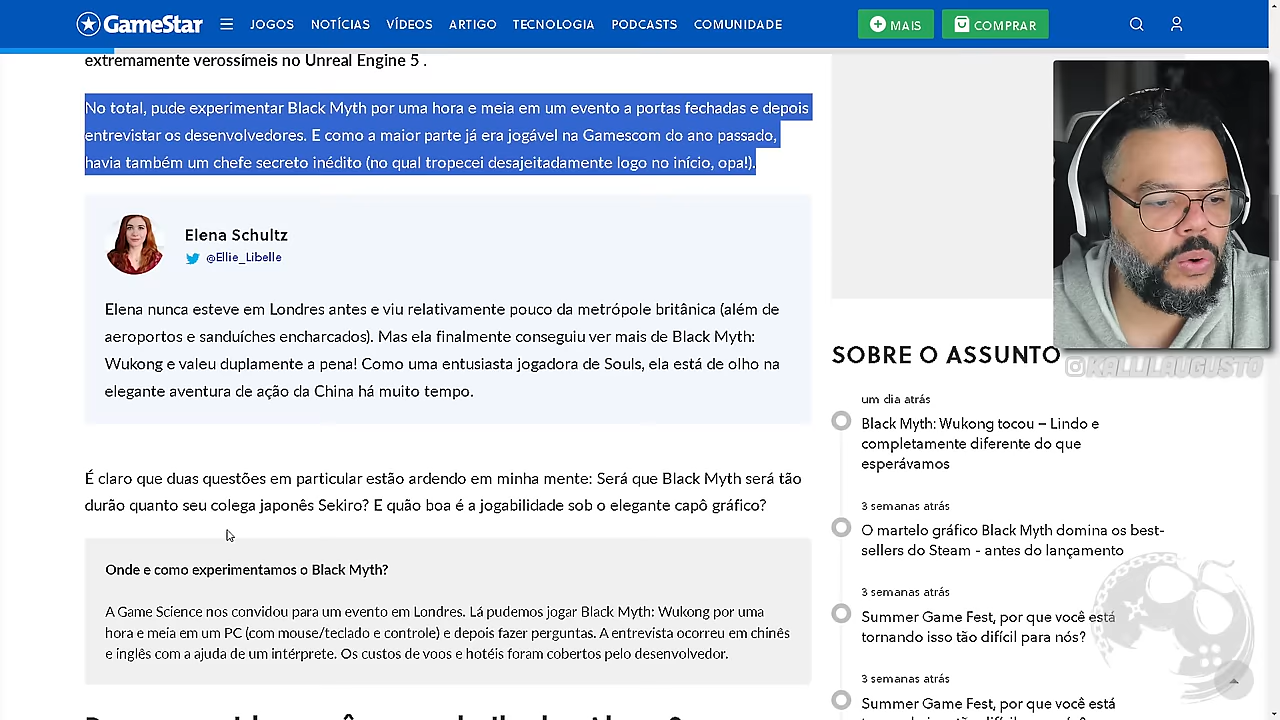 GameStar
JOGOS NOTÍCIAS VÍDEOS ARTIGO TECNOLOGIA PODCASTS COMUNIDADE
MAIS COMPRAR
extremamente verossímeis no Unreal Engine 5 .
No total, pude experimentar Black Myth por uma hora e meia em um evento a portas fechadas e depois
entrevistar os desenvolvedores. E como a maior parte já era jogável na Gamescom do ano passado,
havia também um chefe secreto inédito (no qual tropecei desajeitadamente logo no início, opa!).
Elena Schultz
@Ellie_Libelle
Elena nunca esteve em Londres antes e viu relativamente pouco da metrópole britânica (além de
aeroportos e sanduíches encharcados). Mas ela finalmente conseguiu ver mais de Black Myth:
Wukong e valeu duplamente a pena! Como uma entusiasta jogadora de Souls, ela está de olho na
elegante aventura de ação da China há muito tempo.
É claro que duas questões em particular estão ardendo em minha mente: Será que Black Myth será tão
durão quanto seu colega japonês Sekiro? E quão boa é a jogabilidade sob o elegante capô gráfico?
Onde e como experimentamos o Black Myth?
A Game Science nos convidou para um evento em Londres. Lá pudemos jogar Black Myth: Wukong por uma
hora e meia em um PC (com mouse/teclado e controle) e depois fazer perguntas. A entrevista ocorreu em chinês
e inglês com a ajuda de um intérprete. Os custos de voos e hotéis foram cobertos pelo desenvolvedor.
KALLILAUGUSTO
SOBRE O ASSUNTO
um dia atrás
Black Myth: Wukong tocou – Lindo e
completamente diferente do que
esperávamos
3 semanas atrás
O martelo gráfico Black Myth domina os best-
sellers do Steam - antes do lançamento
3 semanas atrás
Summer Game Fest, por que você está
tornando isso tão difícil para nós?
3 semanas atrás
Summer Game Fest, por que você está